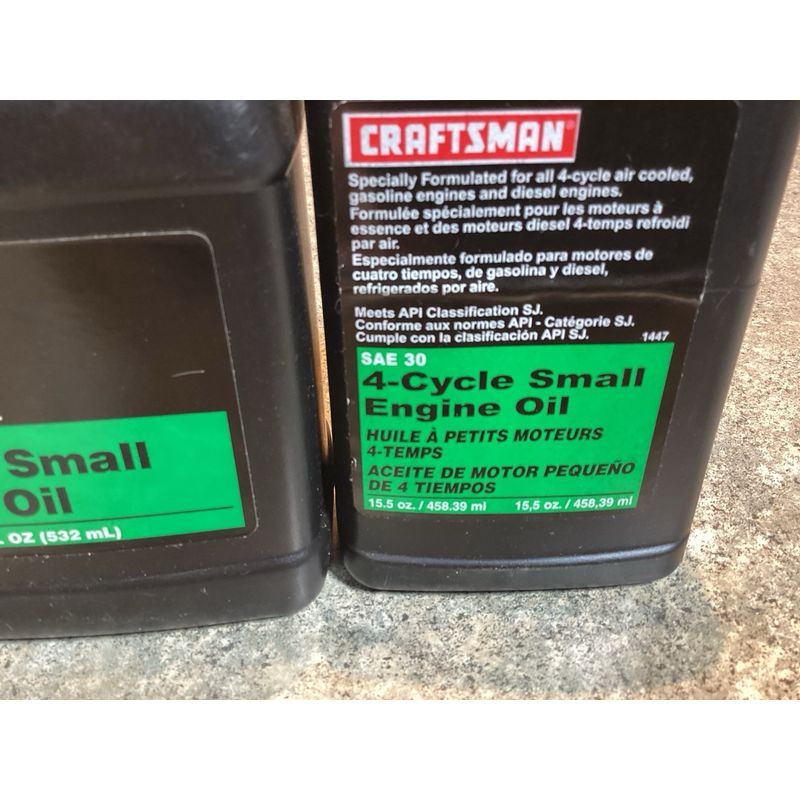 CRAFTSMAN®
Specially Formulated for all 4-cycle air cooled,
gasoline engines and diesel engines.
Formulée spécialement pour les moteurs à
essence et des moteurs diesel 4-temps refroidi
par air.
Especialmente formulado para motores de
cuatro tiempos, de gasolina y diesel,
refrigerados por aire.
Meets API Classification SJ.
Conforme aux normes API - Catégorie SJ.
Cumple con la clasificación API SJ. 1447
SAE 30
4-Cycle Small
Engine Oil
HUILE À PETITS MOTEURS
4-TEMPS
ACEITE DE MOTOR PEQUEÑO
DE 4 TIEMPOS
15.5 oz. / 458.39 ml 15,5 oz. / 458,39 ml
Small
Oil
OZ (532 mL)